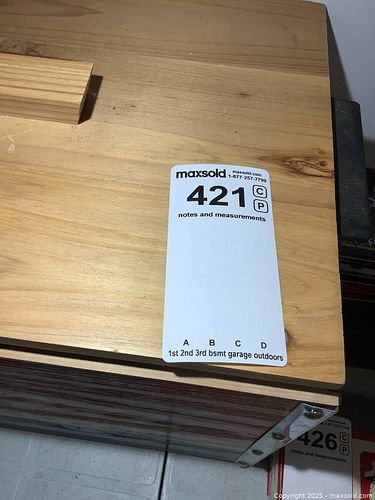 maxsold maxsold.com
1-877-257-7799
421 C
P
notes and measurements
A B C D
1st 2nd 3rd bsmt garage outdoors
426 C
P
notes and measurements
Copyright 2025 - maxsold.com